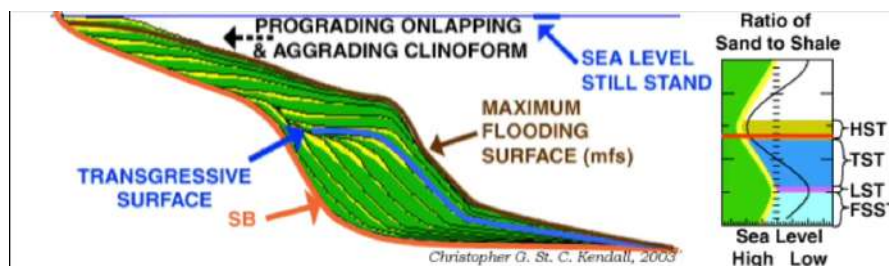 PROGRADING ONLAPPING
& AGGRADING CLINOFORM
SEA LEVEL
STILL STAND
MAXIMUM
FLOODING
SURFACE (mfs)
TRANSGRESSIVE
SURFACE
SB
Christopher G. St. C. Kendall, 2003
Ratio of
Sand to Shale
HST
TST
LST
FSST
Sea Level
High Low